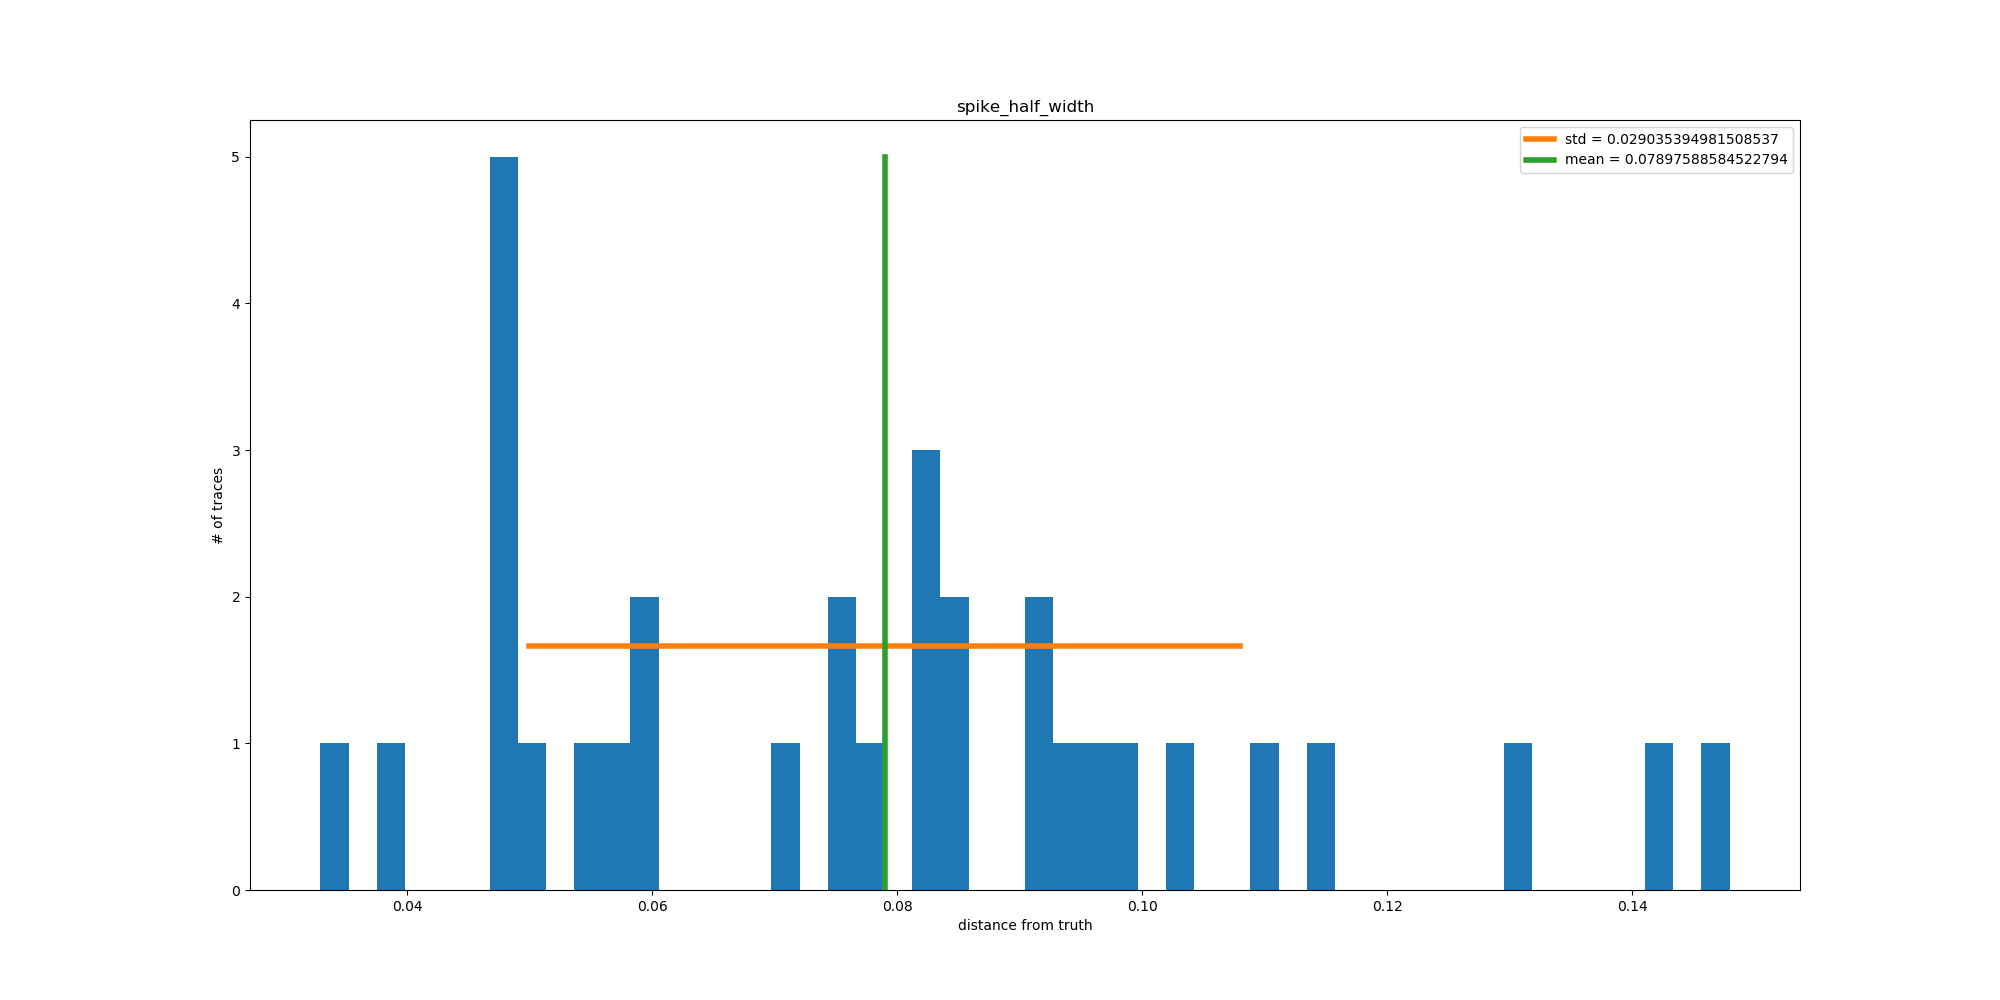 spike_half_width
std = 0.029035394981508537
mean = 0.07897588584522794
5
4
3
2
1
0
# of traces
0.04 0.06 0.08 0.10 0.12 0.14
distance from truth